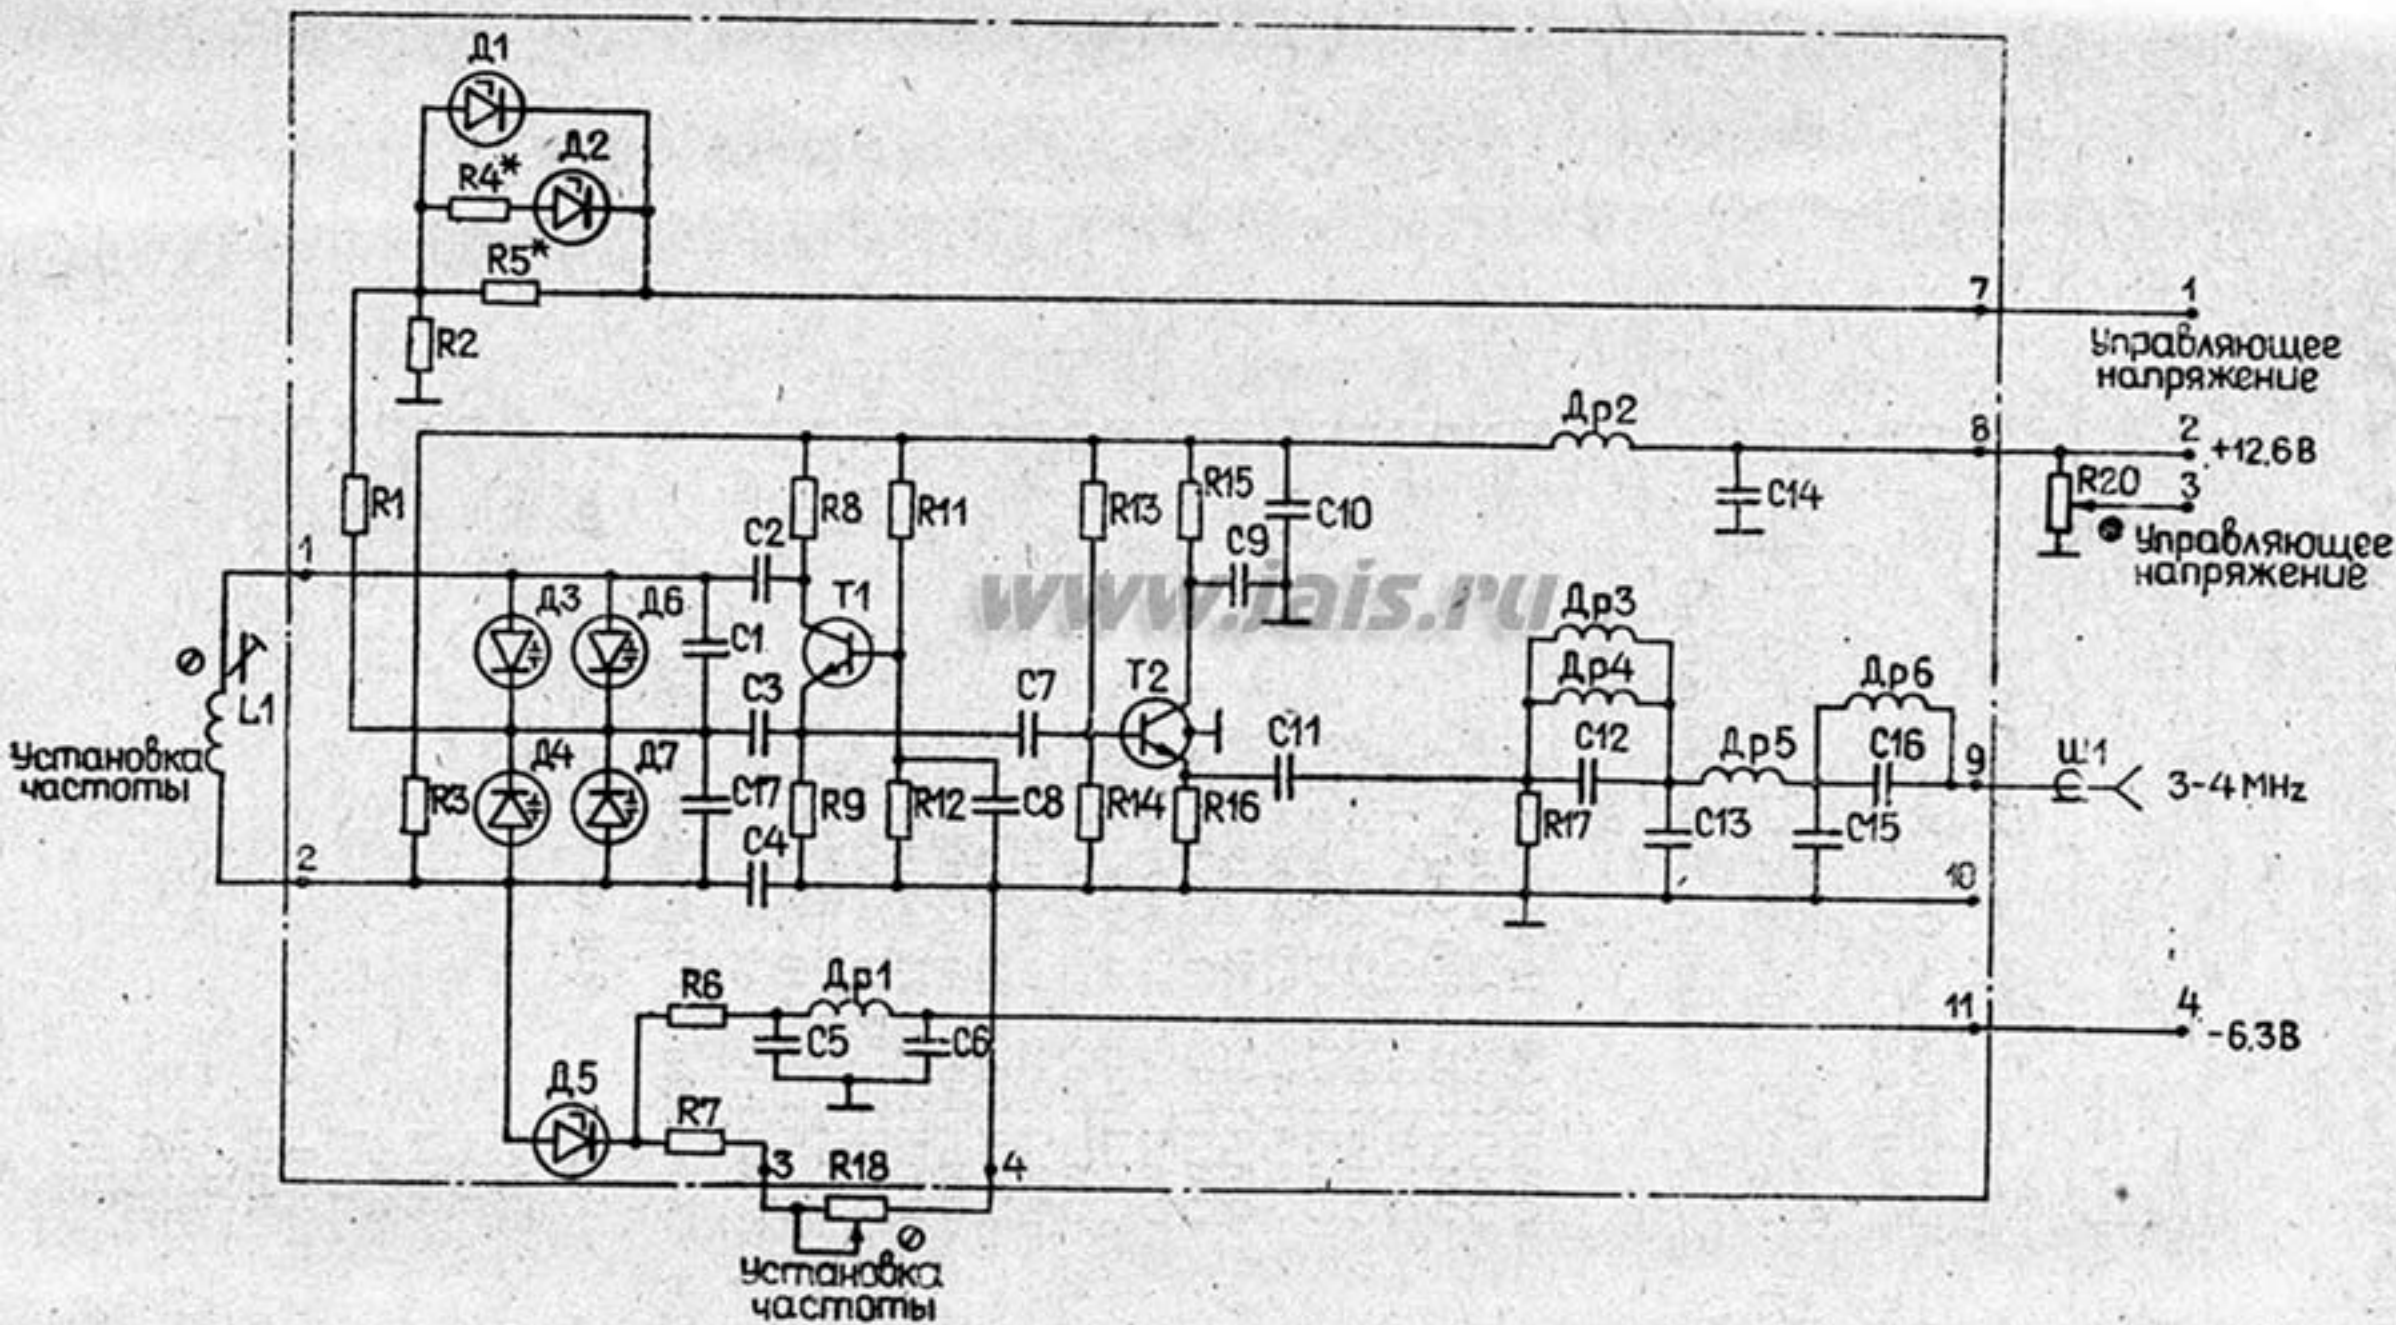 Д1
Д2
R4*
R5*
7
1
R2
Управляющее
напряжение
Др2
8
2
+12.6В
R1
R8
R11
R13
R15
C10
C14
R20
3
C2
C9
Управляющее
напряжение
1
www.jais.ru
Д3
Д6
T1
Др3
C1
L1
C3
C7
T2
Др4
Др6
Установка
частоты
Д4
Д7
C11
C12
Др5
C16
9
Ш1
3-4 MHz
R3
C17
R9
R12
C8
R14
R16
R17
C13
C15
2
C4
10
R6
Др1
11
4
C5
C6
-6.3В
Д5
R7
3
R18
4
Установка
частоты